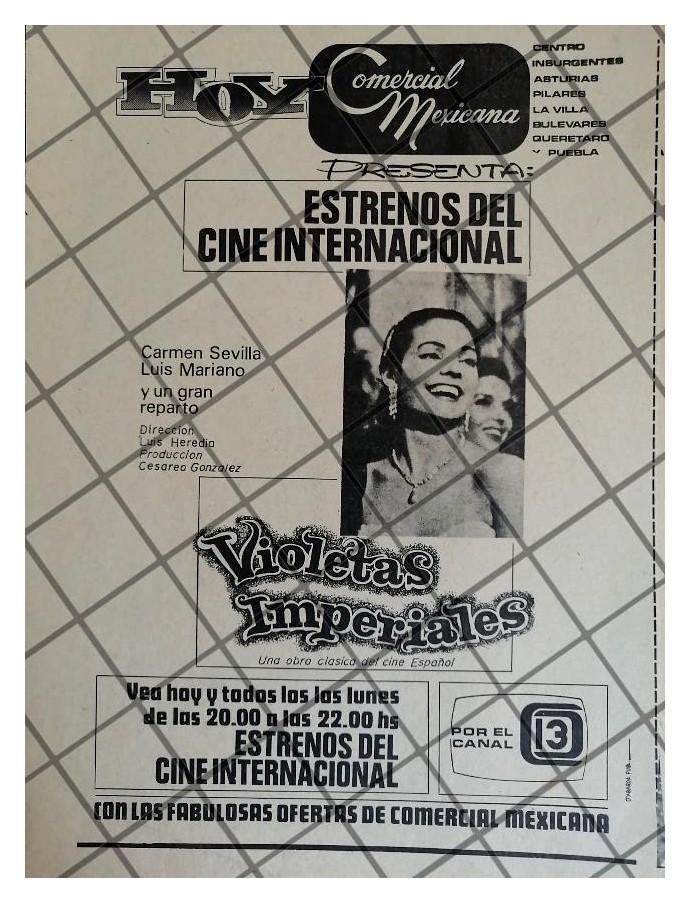 HOY
Comercial
Mexicana
CENTRO
INSURGENTES
ASTURIAS
PILARES
LA VILLA
BULEVARES
QUERETARO
Y PUEBLA
PRESENTA:
ESTRENOS DEL
CINE INTERNACIONAL
Carmen Sevilla
Luis Mariano
y un gran
reparto
Direccion
Luis Heredia
Produccion
Cesareo Gonzalez
Violetas
Imperiales
Una obra clasica del cine Español
Vea hoy y todos los los lunes
de las 20.00 a las 22.00 hs
ESTRENOS DEL
CINE INTERNACIONAL
POR EL
CANAL
13
CON LAS FABULOSAS OFERTAS DE COMERCIAL MEXICANA